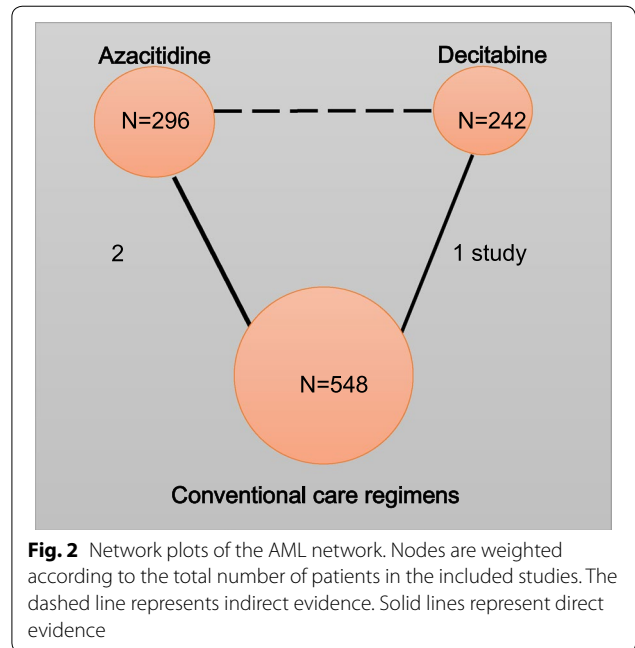 Azacitidine Decitabine
N=296 N=242
2 1 study
N=548
Conventional care regimens
Fig. 2 Network plots of the AML network. Nodes are weighted
according to the total number of patients in the included studies. The
dashed line represents indirect evidence. Solid lines represent direct
evidence